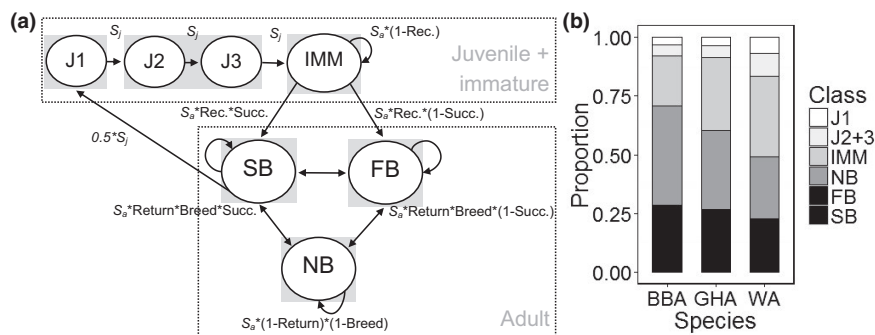 (a)
S_j
S_j
S_j
S_a*(1-Rec.)
J1
J2
J3
IMM
Juvenile +
immature
S_a*Rec.*Succ.
S_a*Rec.*(1-Succ.)
0.5*S_j
SB
FB
S_a*Return*Breed*Succ.
S_a*Return*Breed*(1-Succ.)
NB
S_a*(1-Return)*(1-Breed)
Adult
(b)
Proportion
1.00
0.75
0.50
0.25
0.00
BBA GHA WA
Species
Class
J1
J2+3
IMM
NB
FB
SB